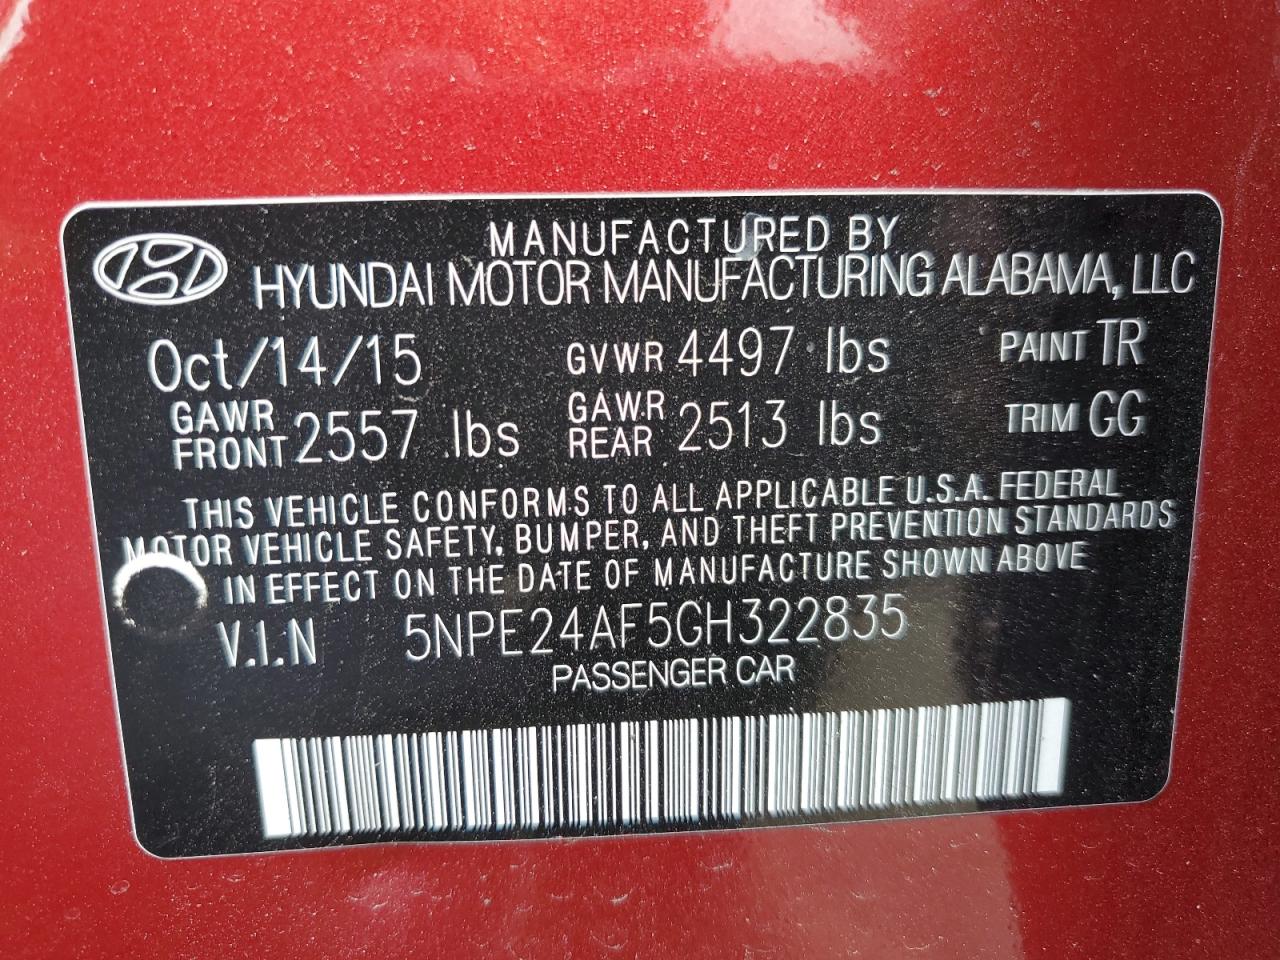 MANUFACTURED BY
HYUNDAI MOTOR MANUFACTURING ALABAMA, LLC
Oct/14/15 GVWR 4497 lbs PAINT TR
GAWR FRONT 2557 lbs GAWR REAR 2513 lbs TRIM GG
THIS VEHICLE CONFORMS TO ALL APPLICABLE U.S.A. FEDERAL
MOTOR VEHICLE SAFETY, BUMPER, AND THEFT PREVENTION STANDARDS
IN EFFECT ON THE DATE OF MANUFACTURE SHOWN ABOVE
V.I.N 5NPE24AF5GH322835
PASSENGER CAR